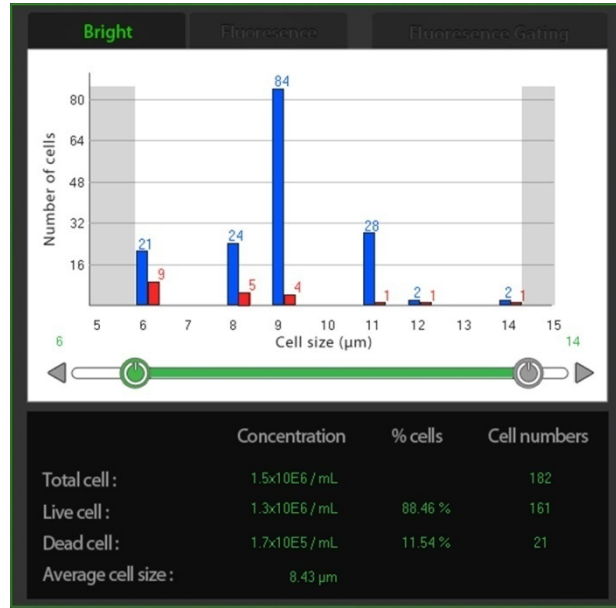 Bright Fluoresence Fluoresence Gating
84
80
64
48
32
16
21
9
24
5
4
28
1
2
1
2
1
Number of cells
5 6 7 8 9 10 11 12 13 14 15
Cell size (µm)
6 14
Concentration % cells Cell numbers
Total cell : 1.5x10E6 / mL 182
Live cell : 1.3x10E6 / mL 88.46 % 161
Dead cell : 1.7x10E5 / mL 11.54 % 21
Average cell size : 8.43 µm